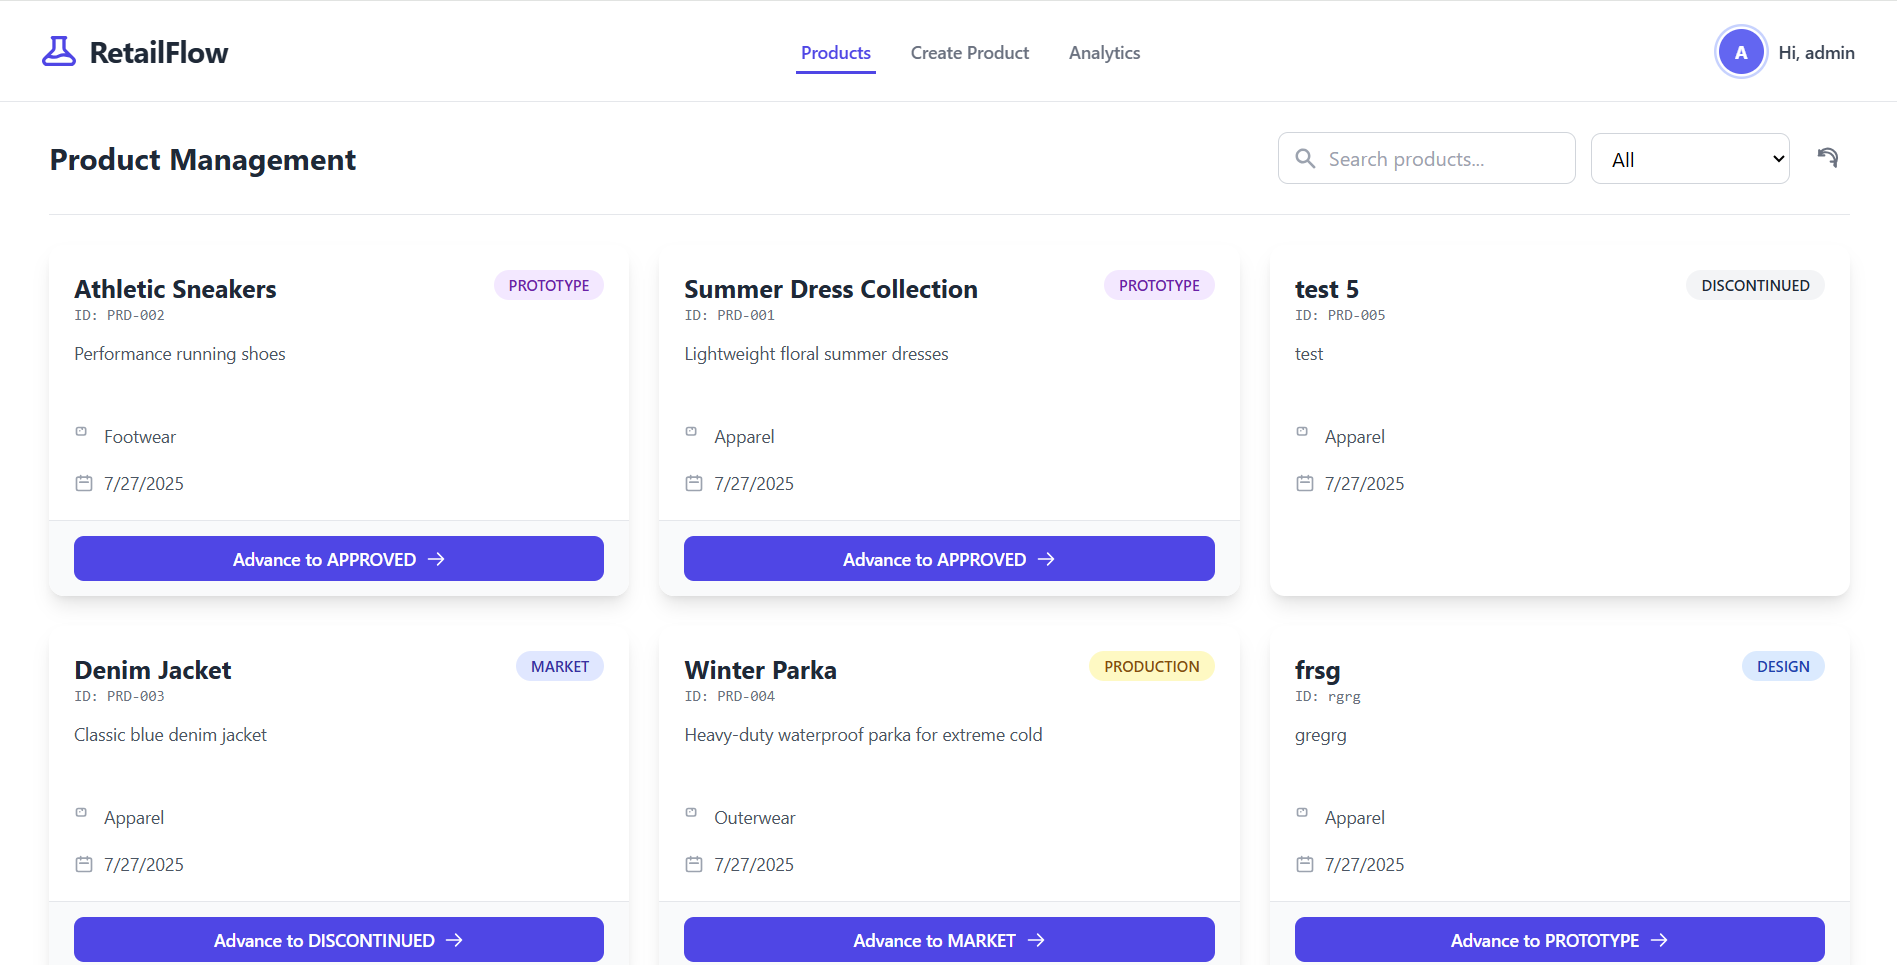 RetailFlow
Products
Create Product
Analytics
A
Hi, admin
Product Management
Search products...
All
Athletic Sneakers
PROTOTYPE
ID: PRD-002
Performance running shoes
Footwear
7/27/2025
Advance to APPROVED →
Summer Dress Collection
PROTOTYPE
ID: PRD-001
Lightweight floral summer dresses
Apparel
7/27/2025
Advance to APPROVED →
test 5
DISCONTINUED
ID: PRD-005
test
Apparel
7/27/2025
Denim Jacket
MARKET
ID: PRD-003
Classic blue denim jacket
Apparel
7/27/2025
Advance to DISCONTINUED →
Winter Parka
PRODUCTION
ID: PRD-004
Heavy-duty waterproof parka for extreme cold
Outerwear
7/27/2025
Advance to MARKET →
frsg
DESIGN
ID: rgrg
gregrg
Apparel
7/27/2025
Advance to PROTOTYPE →